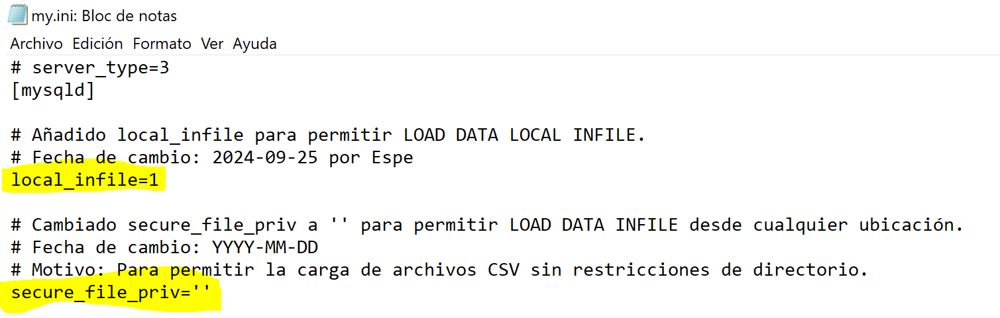 my.ini: Bloc de notas
Archivo Edición Formato Ver Ayuda
# server_type=3
[mysqld]
# Añadido local_infile para permitir LOAD DATA LOCAL INFILE.
# Fecha de cambio: 2024-09-25 por Espe
local_infile=1
# Cambiado secure_file_priv a '' para permitir LOAD DATA INFILE desde cualquier ubicación.
# Fecha de cambio: YYYY-MM-DD
# Motivo: Para permitir la carga de archivos CSV sin restricciones de directorio.
secure_file_priv=''